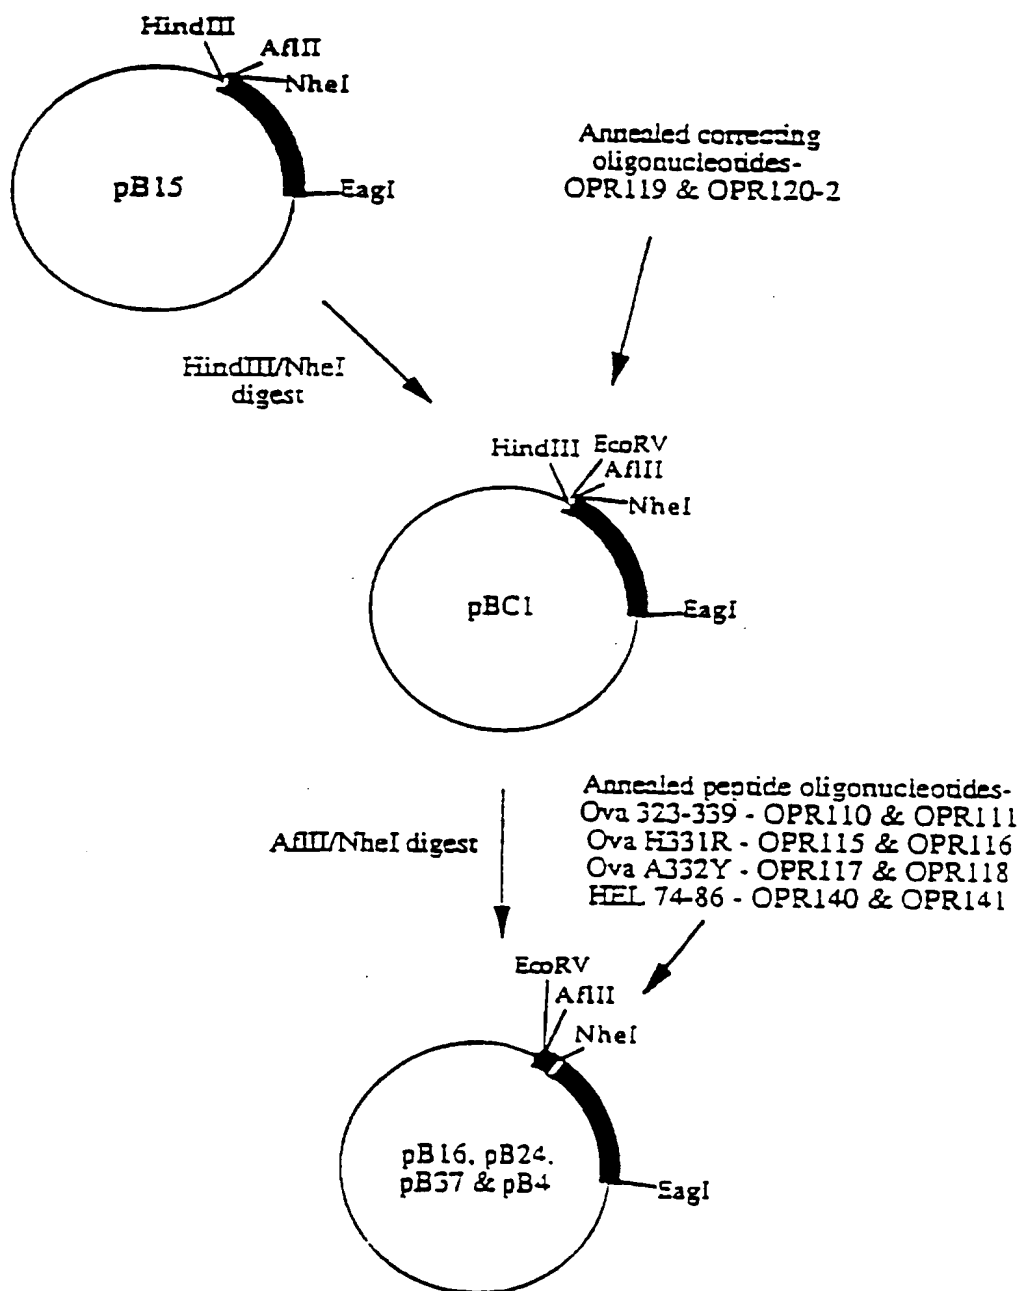 HindIII
AflII
NheI
pB15
EagI
Annealed correcting
oligonucleotides-
OPR119 & OPR120-2
HindIII/NheI
digest
HindIII
EcoRV
AflII
NheI
pBC1
EagI
AflII/NheI digest
Annealed peptide oligonucleotides-
Ova 323-339 - OPR110 & OPR111
Ova H331R - OPR115 & OPR116
Ova A332Y - OPR117 & OPR118
HEL 74-86 - OPR140 & OPR141
EcoRV
AflII
NheI
pB16, pB24,
pB37 & pB4
EagI